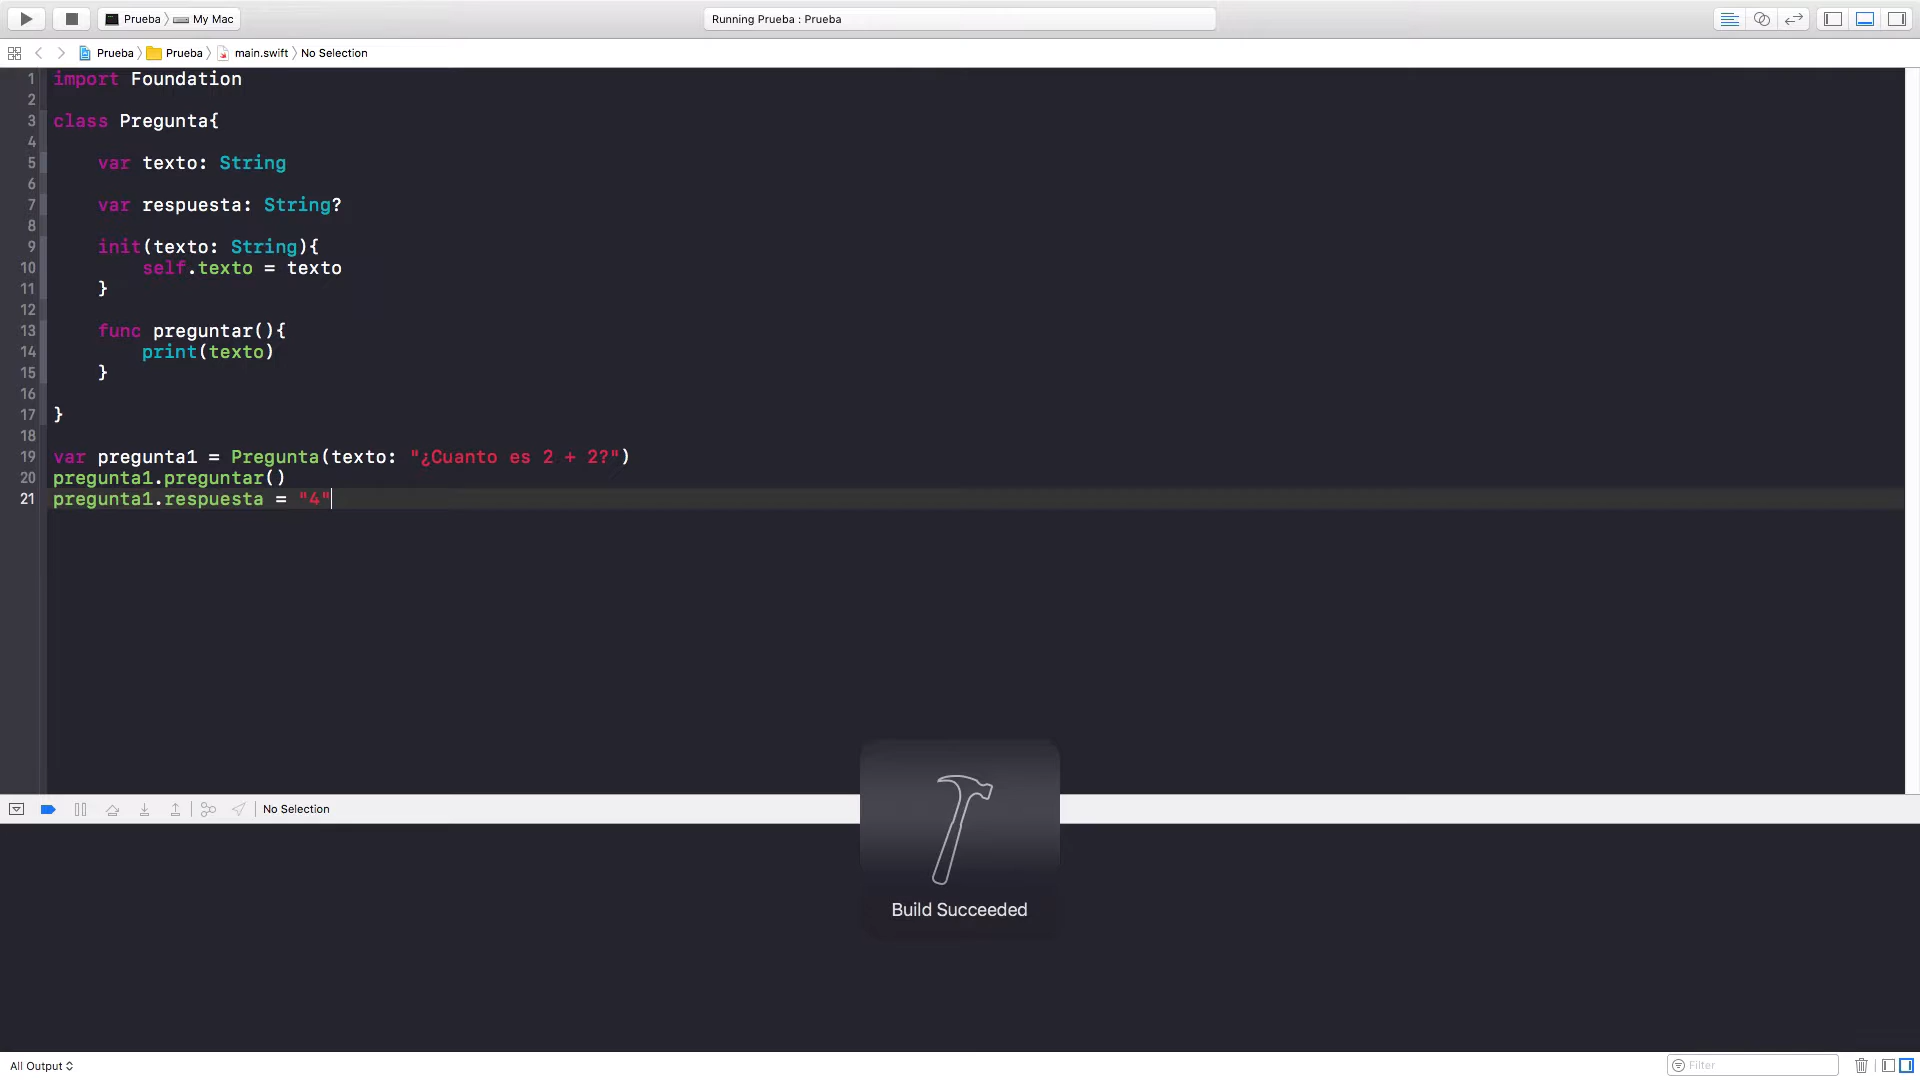 Prueba My Mac
Running Prueba : Prueba
Prueba Prueba main.swift No Selection
1 import Foundation
2
3 class Pregunta{
4
5 var texto: String
6
7 var respuesta: String?
8
9 init(texto: String){
10 self.texto = texto
11 }
12
13 func preguntar(){
14 print(texto)
15 }
16
17 }
18
19 var pregunta1 = Pregunta(texto: "¿Cuanto es 2 + 2?")
20 pregunta1.preguntar()
21 pregunta1.respuesta = "4"
No Selection
Build Succeeded
All Output
Filter